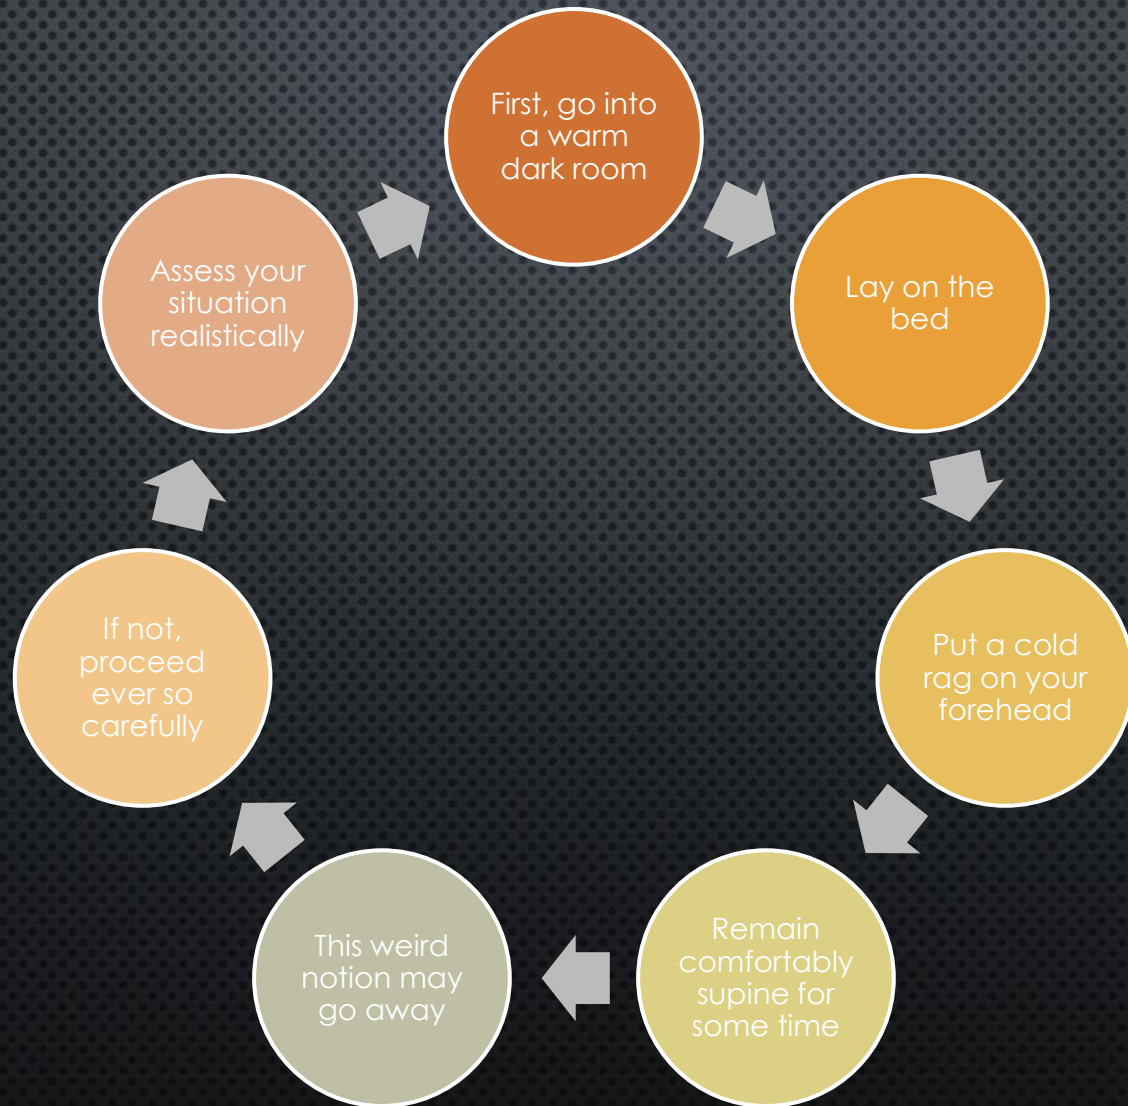 First, go into
a warm
dark room
Lay on the
bed
Put a cold
rag on your
forehead
Remain
comfortably
supine for
some time
This weird
notion may
go away
If not,
proceed
ever so
carefully
Assess your
situation
realistically